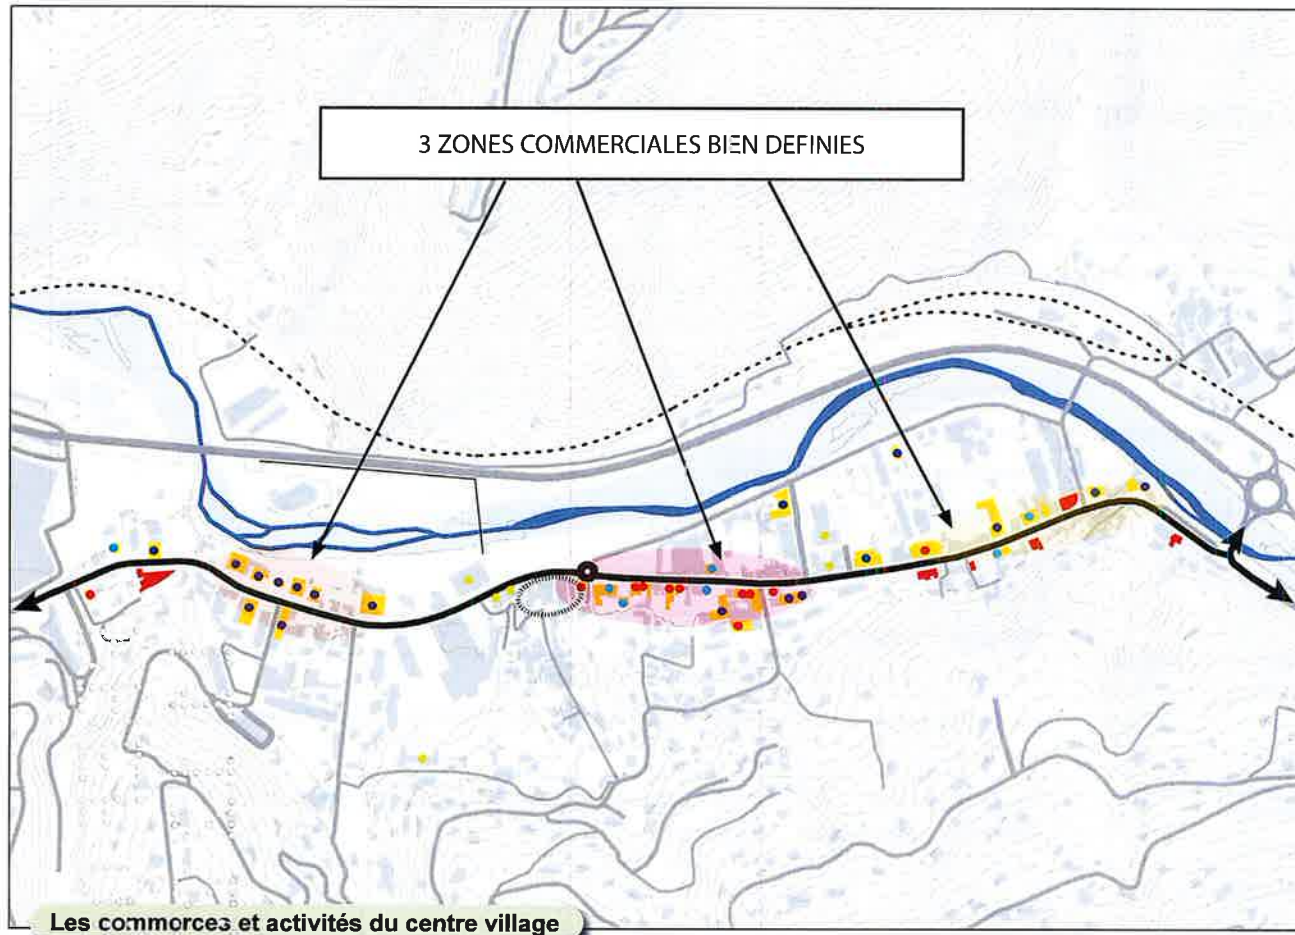 3 ZONES COMMERCIALES BIEN DEFINIES
Les commerces et activités du centre village